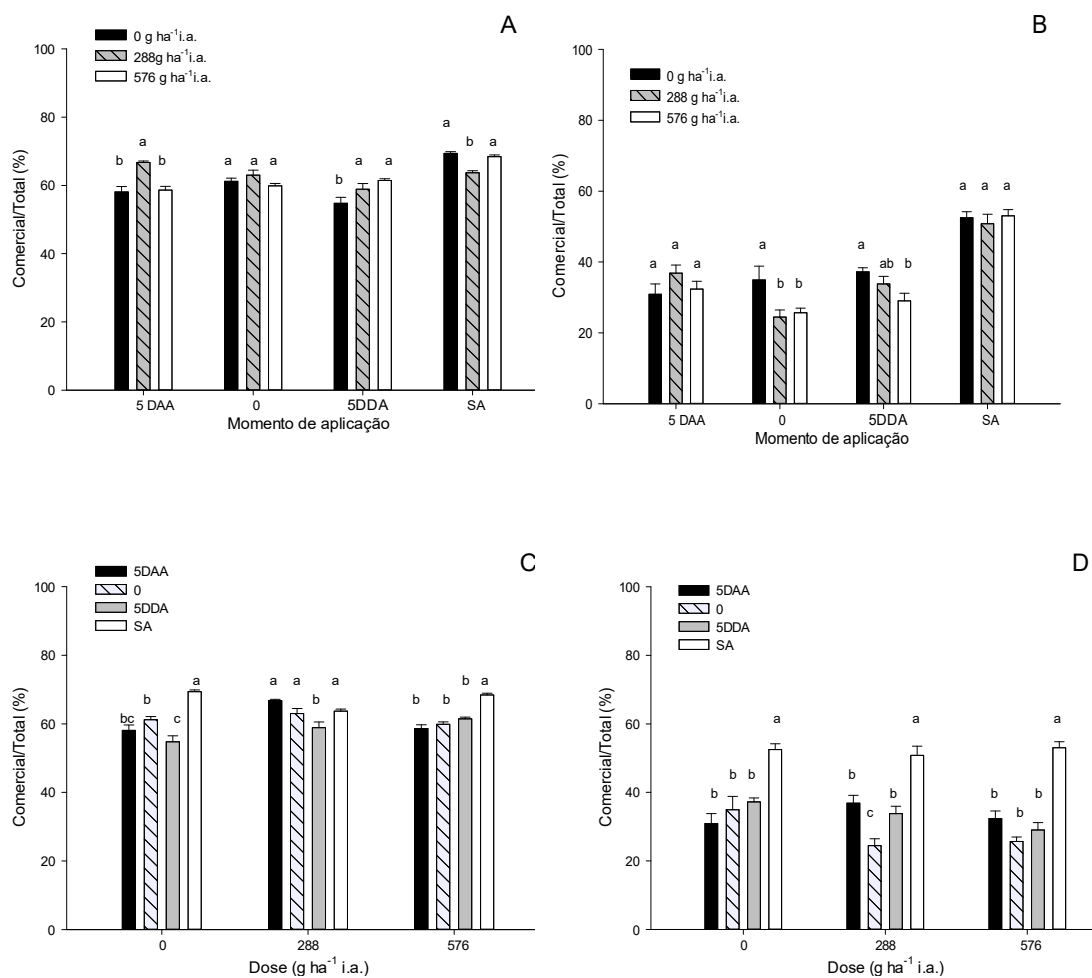 A
0 g ha⁻¹i.a.
288g ha⁻¹i.a.
576 g ha⁻¹i.a.
Comercial/Total (%)
100
80
60
40
20
0
b a b
a a a
b a a
a b a
5 DAA 0 5DDA SA
Momento de aplicação
B
0 g ha⁻¹i.a.
288 g ha⁻¹i.a.
576 g ha⁻¹i.a.
Comercial/Total (%)
100
80
60
40
20
0
a a a
a b b
a ab b
a a a
5 DAA 0 5DDA SA
Momento de aplicação
C
5DAA
0
5DDA
SA
Comercial/Total (%)
100
80
60
40
20
0
bc b c a
a a b a
b b b a
0 288 576
Dose (g ha⁻¹ i.a.)
D
5DAA
0
5DDA
SA
Comercial/Total (%)
100
80
60
40
20
0
b b b a
b c b a
b b b a
0 288 576
Dose (g ha⁻¹ i.a.)